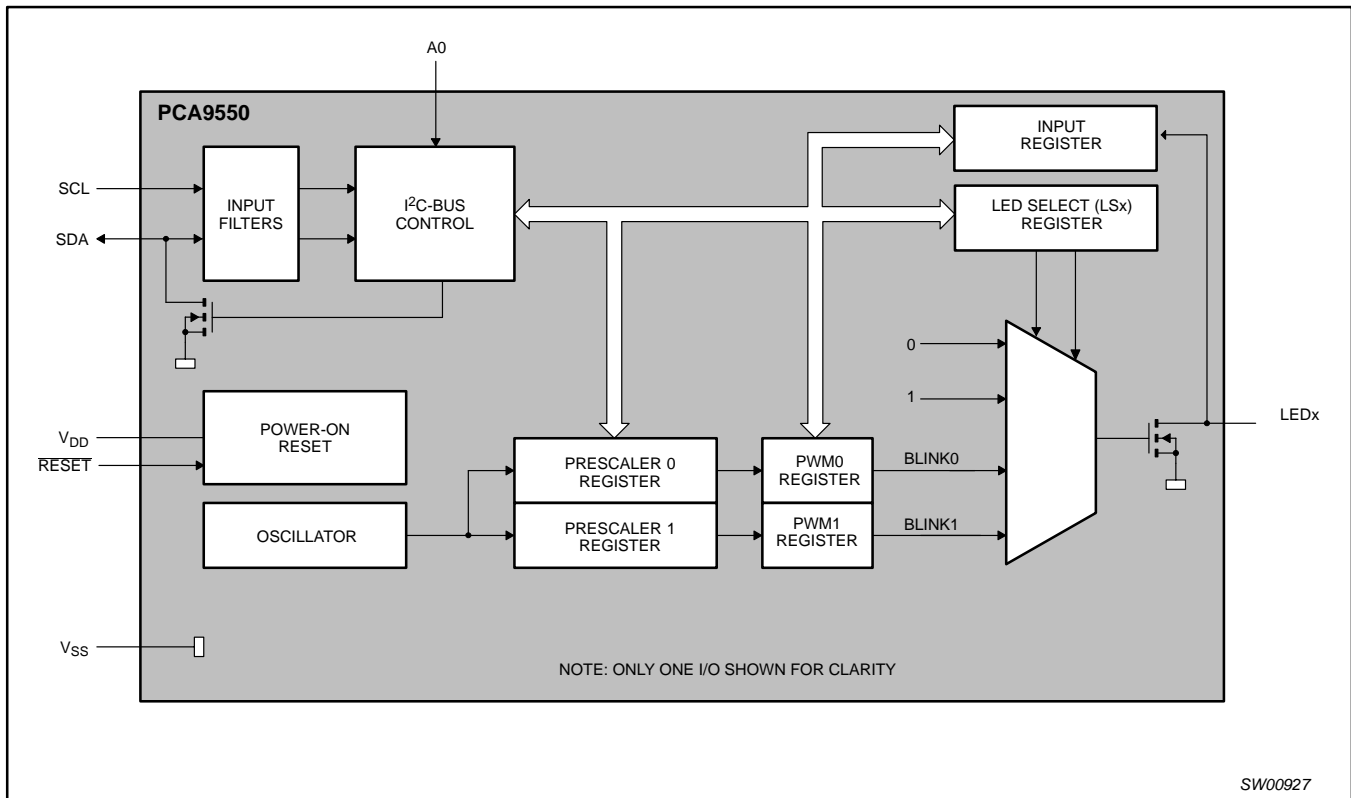 A0
PCA9550
SCL
SDA
INPUT
FILTERS
I²C-BUS
CONTROL
INPUT
REGISTER
LED SELECT (LSx)
REGISTER
0
1
VDD
RESET
POWER-ON
RESET
OSCILLATOR
PRESCALER 0
REGISTER
PRESCALER 1
REGISTER
PWM0
REGISTER
PWM1
REGISTER
BLINK0
BLINK1
LEDx
VSS
NOTE: ONLY ONE I/O SHOWN FOR CLARITY
SW00927